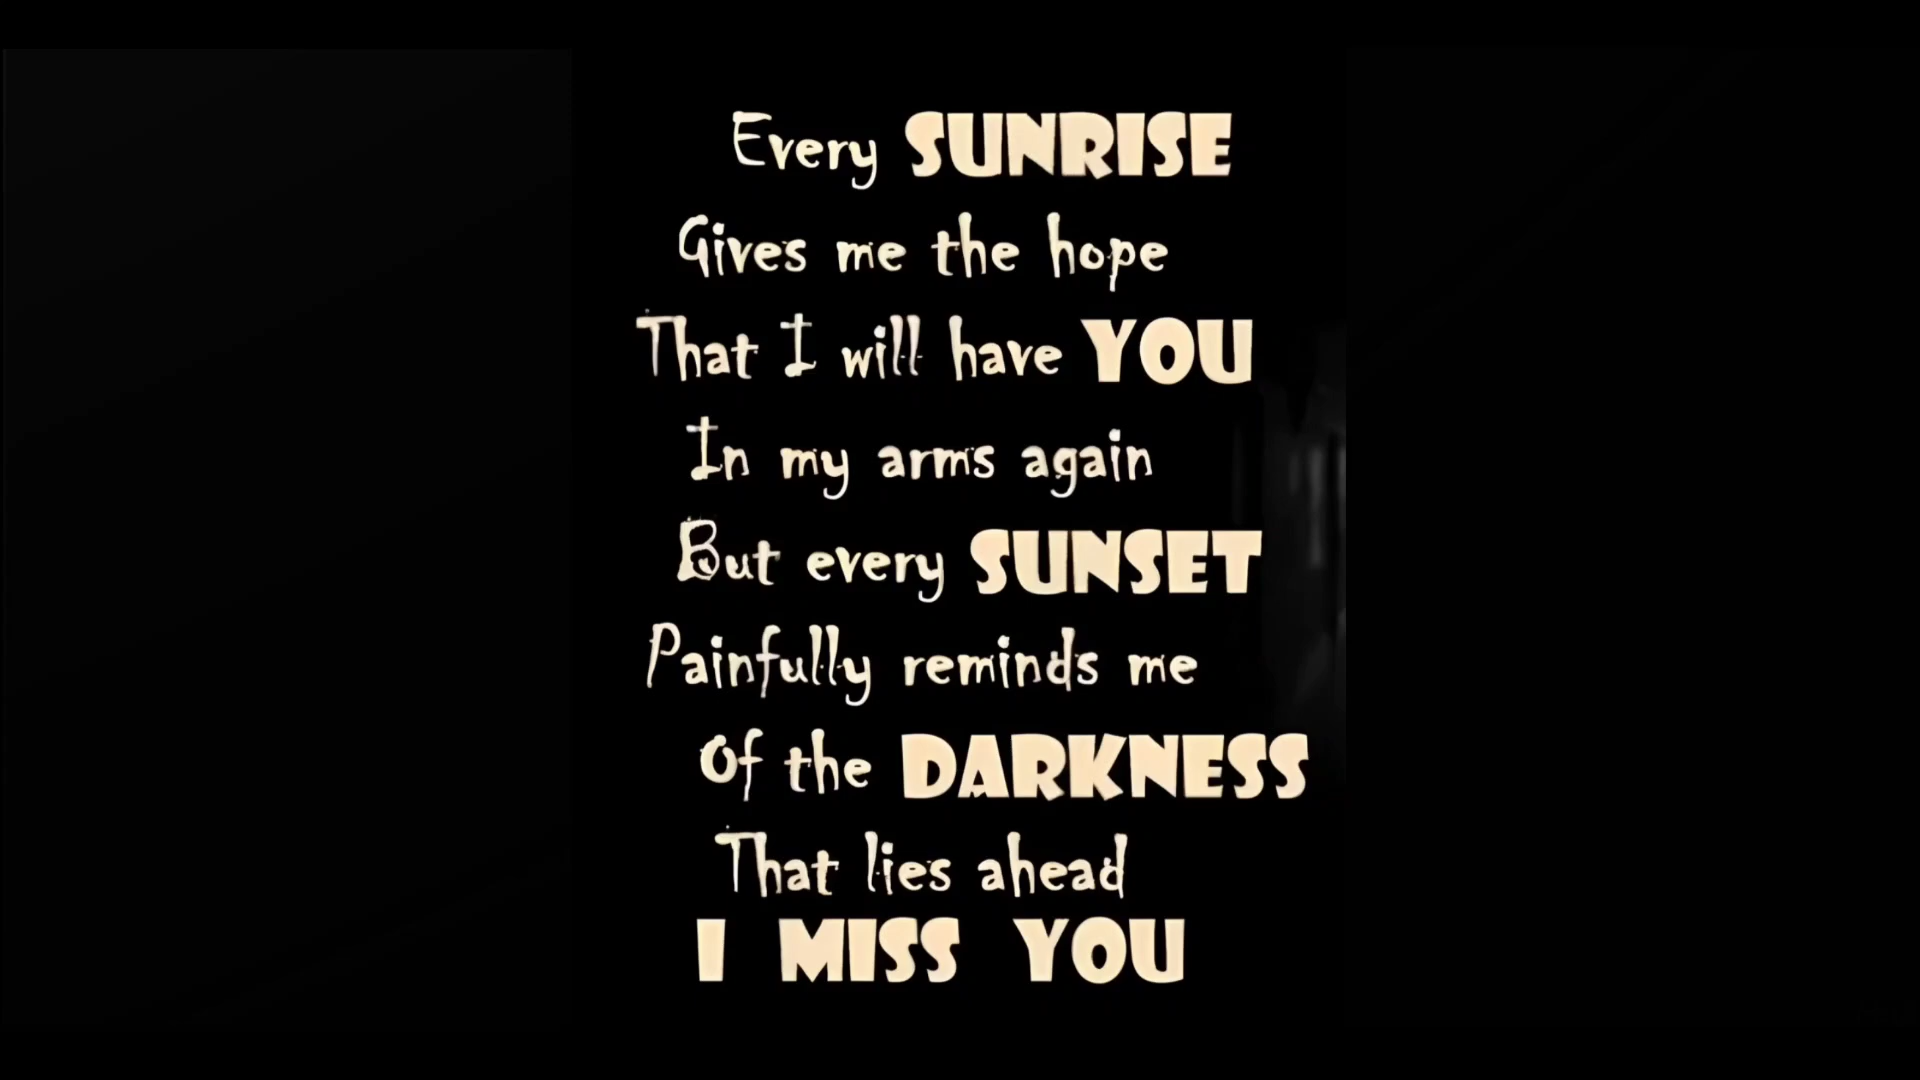 Every SUNRISE
Gives me the hope
That I will have YOU
In my arms again
But every SUNSET
Painfully reminds me
Of the DARKNESS
That lies ahead
I MISS YOU